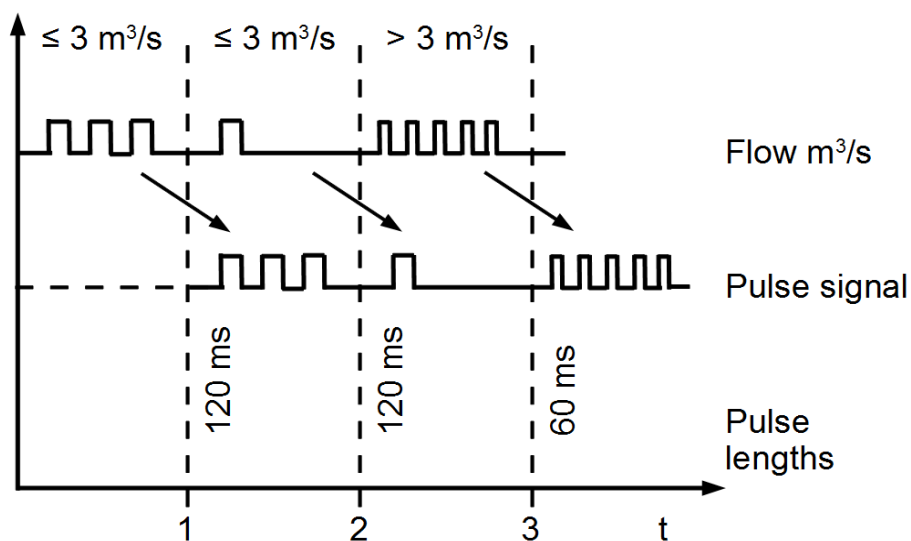 ≤ 3 m³/s ≤ 3 m³/s > 3 m³/s
Flow m³/s
Pulse signal
120 ms 120 ms 60 ms
Pulse
lengths
1 2 3 t